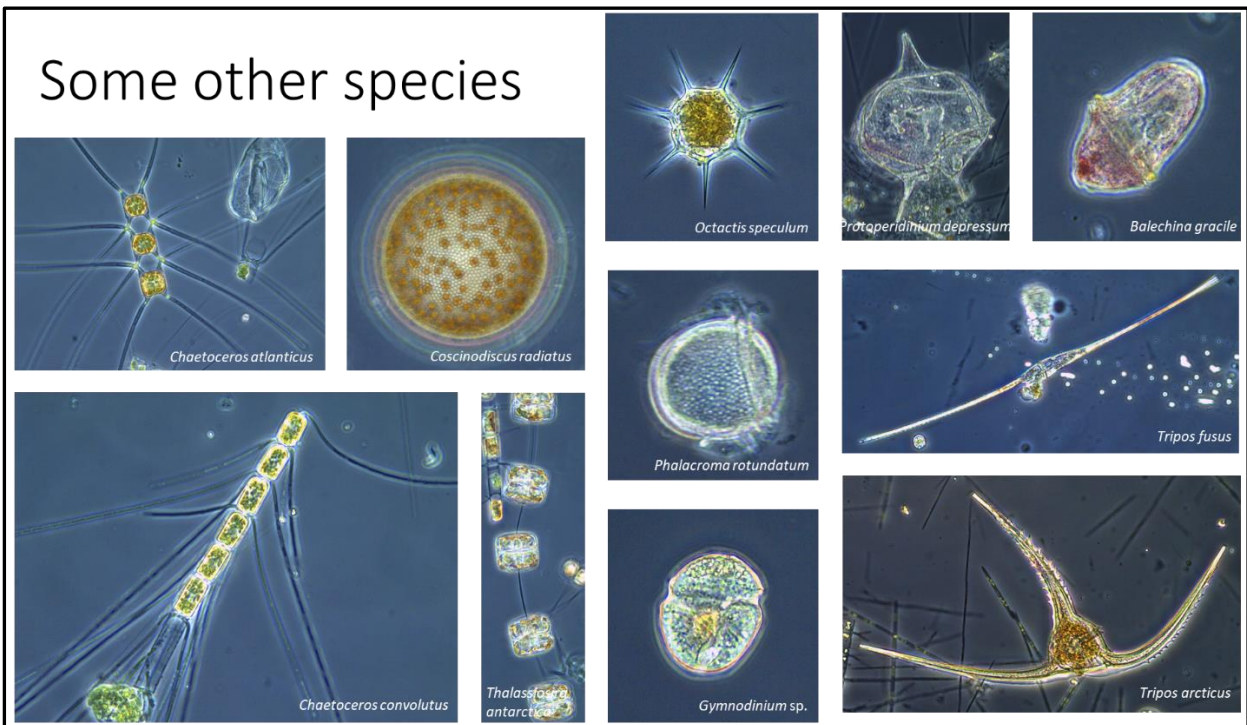 Some other species
Octactis speculum
Protoperidinium depressum
Balechina gracile
Chaetoceros atlanticus
Coscinodiscus radiatus
Phalacroma rotundatum
Tripos fusus
Chaetoceros convolutus
Thalassiosira
antarctica
Gymnodinium sp.
Tripos arcticus